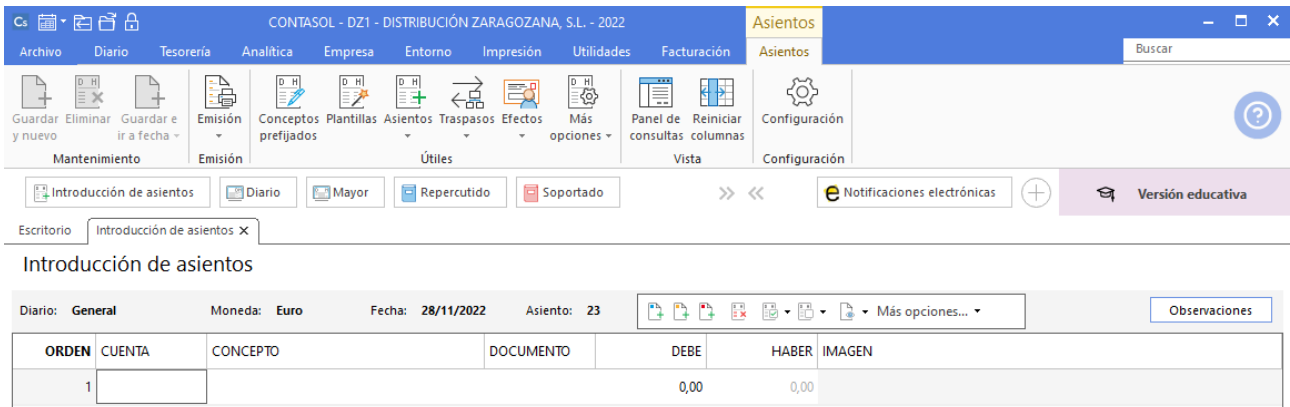 Cs CONTASOL - DZ1 - DISTRIBUCIÓN ZARAGOZANA, S.L. - 2022 Asientos
Archivo Diario Tesorería Analítica Empresa Entorno Impresión Utilidades Facturación Asientos Buscar
Guardar y nuevo
Eliminar
Guardar e ir a fecha
Emisión
Conceptos prefijados
Plantillas
Asientos
Traspasos
Efectos
Más opciones
Panel de consultas
Reiniciar columnas
Configuración
Mantenimiento Emisión Útiles Vista Configuración
Introducción de asientos Diario Mayor Repercutido Soportado Notificaciones electrónicas Versión educativa
Escritorio Introducción de asientos X
Introducción de asientos
Diario: General Moneda: Euro Fecha: 28/11/2022 Asiento: 23 Más opciones... Observaciones
ORDEN CUENTA CONCEPTO DOCUMENTO DEBE HABER IMAGEN
1 0,00 0,00